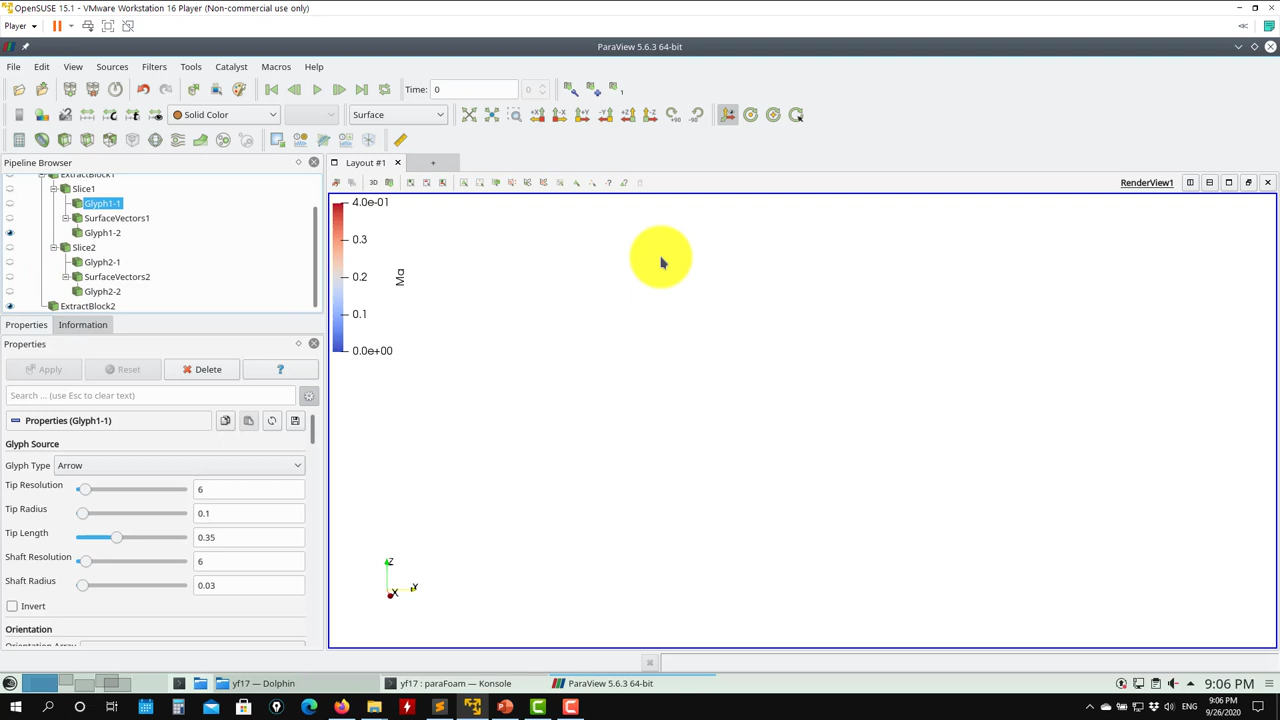 OpenSUSE 15.1 - VMware Workstation 16 Player (Non-commercial use only)
Player
ParaView 5.6.3 64-bit
File Edit View Sources Filters Tools Catalyst Macros Help
Time: 0 0
Solid Color Surface
+X -X +Y -Y +Z -Z +90 -90
Pipeline Browser
Layout #1
+
ExtractBlock1
3D
RenderView1
Slice1
Glyph1-1
SurfaceVectors1
Glyph1-2
Slice2
Glyph2-1
SurfaceVectors2
Glyph2-2
ExtractBlock2
4.0e-01
0.3
0.2
0.1
0.0e+00
Ma
Properties Information
Properties
Apply Reset Delete ?
Search ... (use Esc to clear text)
Properties (Glyph1-1)
Glyph Source
Glyph Type Arrow
Tip Resolution 6
Tip Radius 0.1
Tip Length 0.35
Shaft Resolution 6
Shaft Radius 0.03
Invert
Orientation
Z
Y
X
yf17 — Dolphin
yf17 : paraFoam — Konsole
ParaView 5.6.3 64-bit
9:06 PM
9:06 PM
9/26/2020